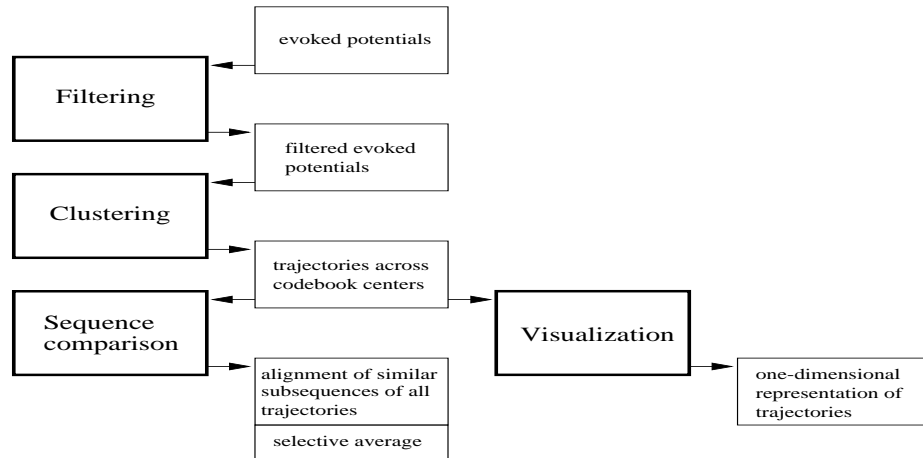 evoked potentials
Filtering
filtered evoked
potentials
Clustering
trajectories across
codebook centers
Sequence
comparison
Visualization
alignment of similar
subsequences of all
trajectories
selective average
one-dimensional
representation of
trajectories